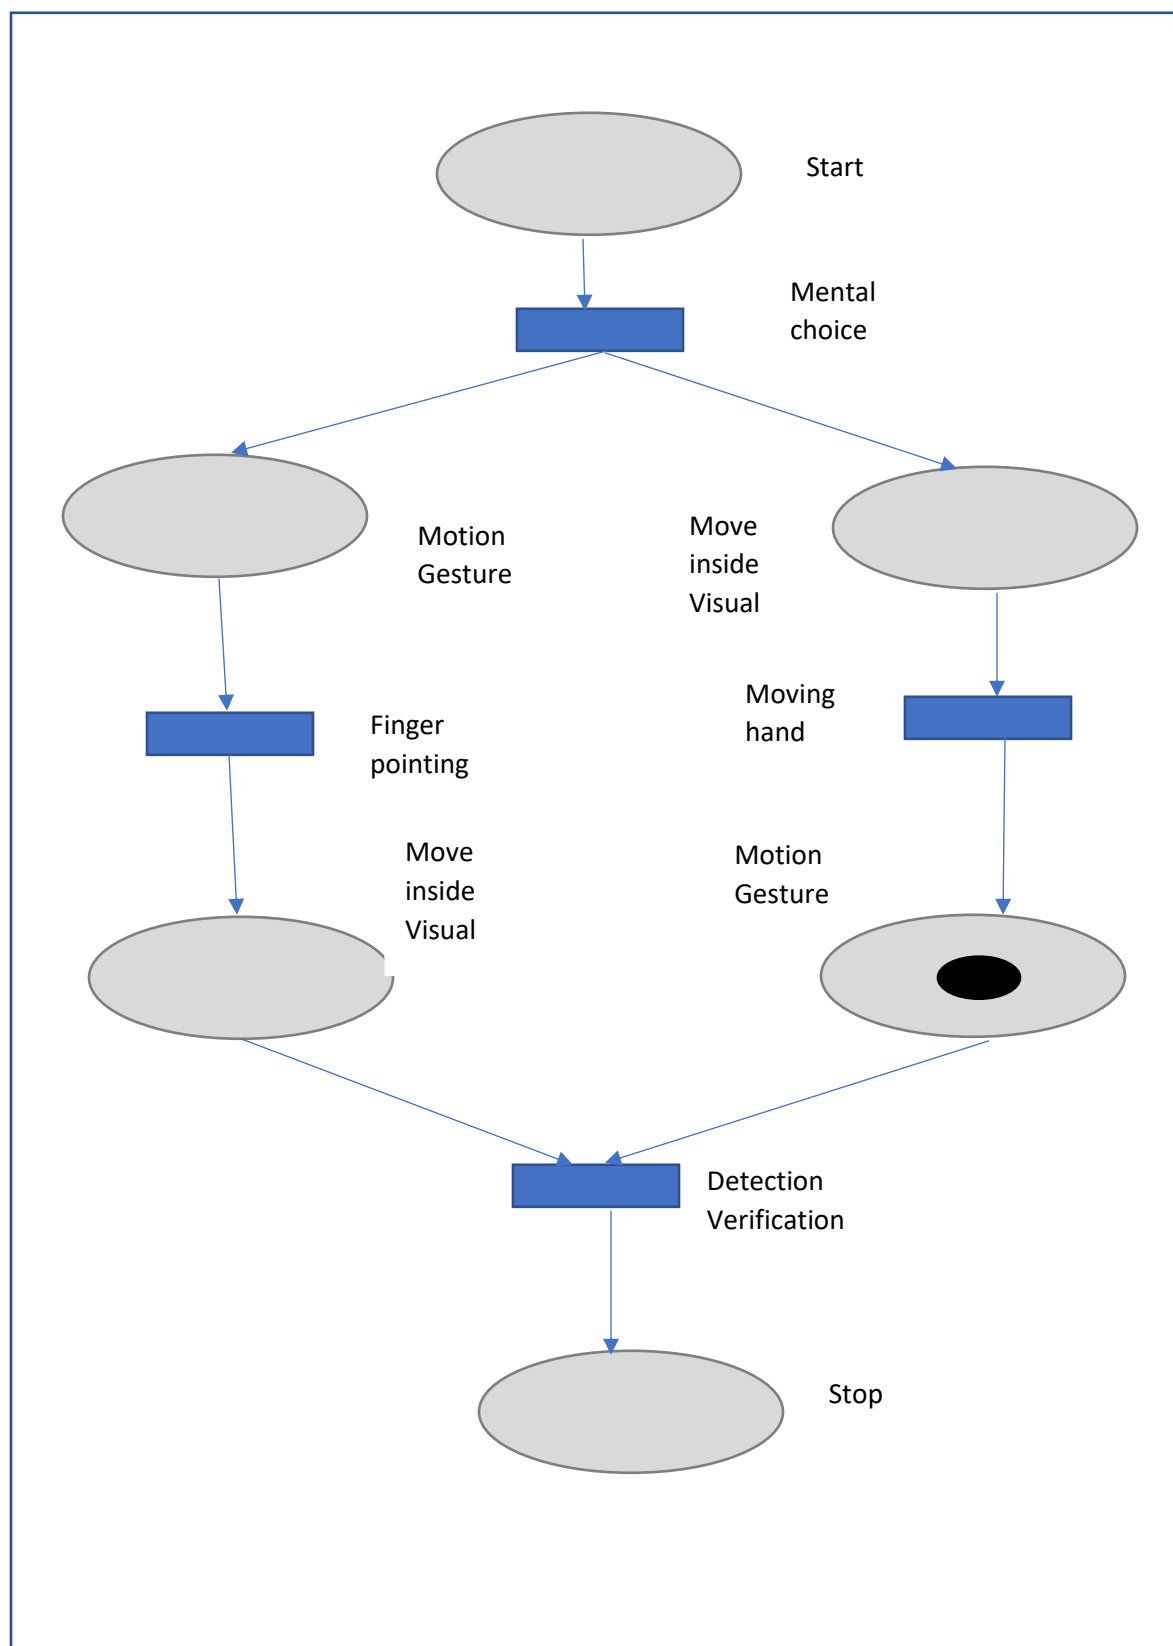 Start
Mental
choice
Motion
Gesture
Move
inside
Visual
Finger
pointing
Moving
hand
Move
inside
Visual
Motion
Gesture
Detection
Verification
Stop